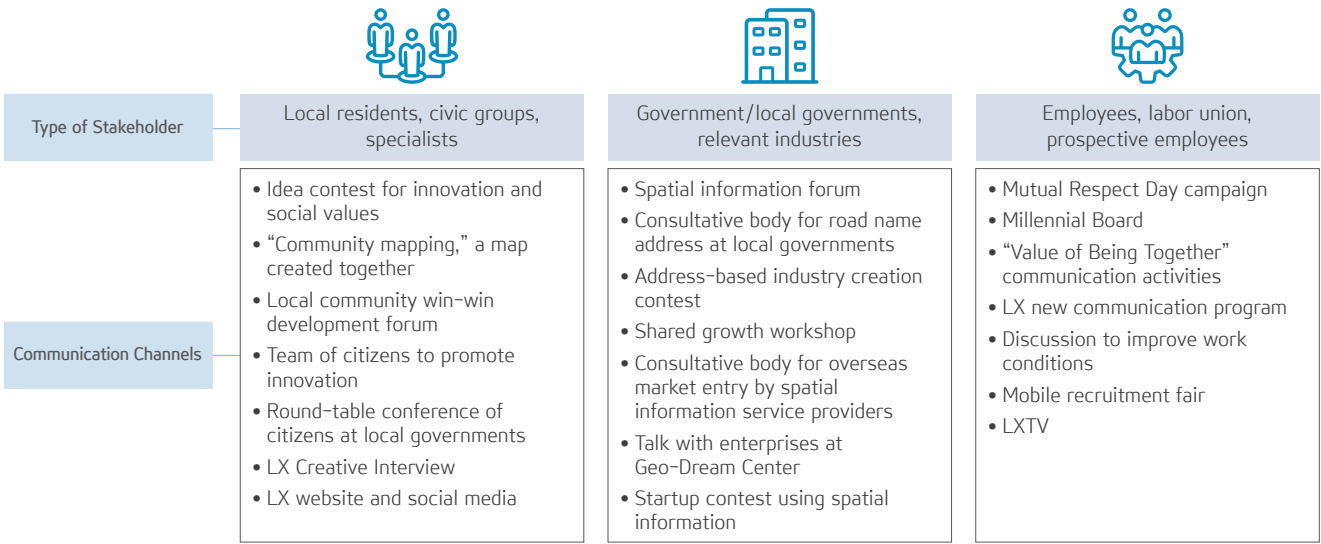 Type of Stakeholder
Local residents, civic groups,
specialists
Government/local governments,
relevant industries
Employees, labor union,
prospective employees
Communication Channels
• Idea contest for innovation and
social values
• “Community mapping,” a map
created together
• Local community win-win
development forum
• Team of citizens to promote
innovation
• Round-table conference of
citizens at local governments
• LX Creative Interview
• LX website and social media
• Spatial information forum
• Consultative body for road name
address at local governments
• Address-based industry creation
contest
• Shared growth workshop
• Consultative body for overseas
market entry by spatial
information service providers
• Talk with enterprises at
Geo-Dream Center
• Startup contest using spatial
information
• Mutual Respect Day campaign
• Millennial Board
• “Value of Being Together”
communication activities
• LX new communication program
• Discussion to improve work
conditions
• Mobile recruitment fair
• LXTV